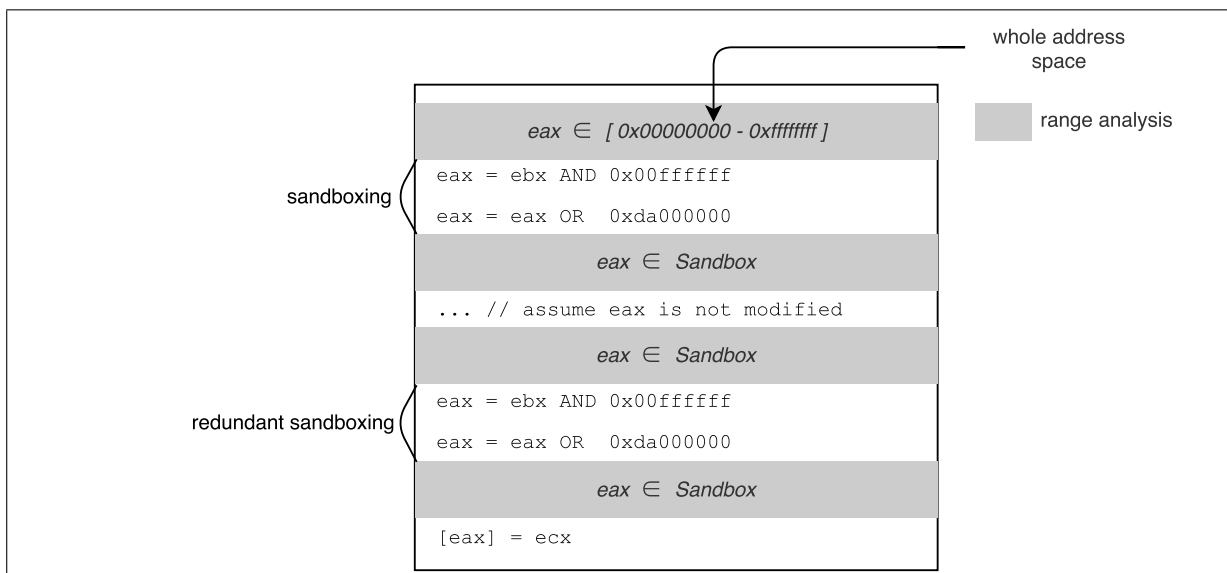 whole address
space
range analysis
eax ∈ [ 0x00000000 - 0xffffffff ]
sandboxing
eax = ebx AND 0x00ffffff
eax = eax OR  0xda000000
eax ∈ Sandbox
... // assume eax is not modified
eax ∈ Sandbox
redundant sandboxing
eax = ebx AND 0x00ffffff
eax = eax OR  0xda000000
eax ∈ Sandbox
[eax] = ecx